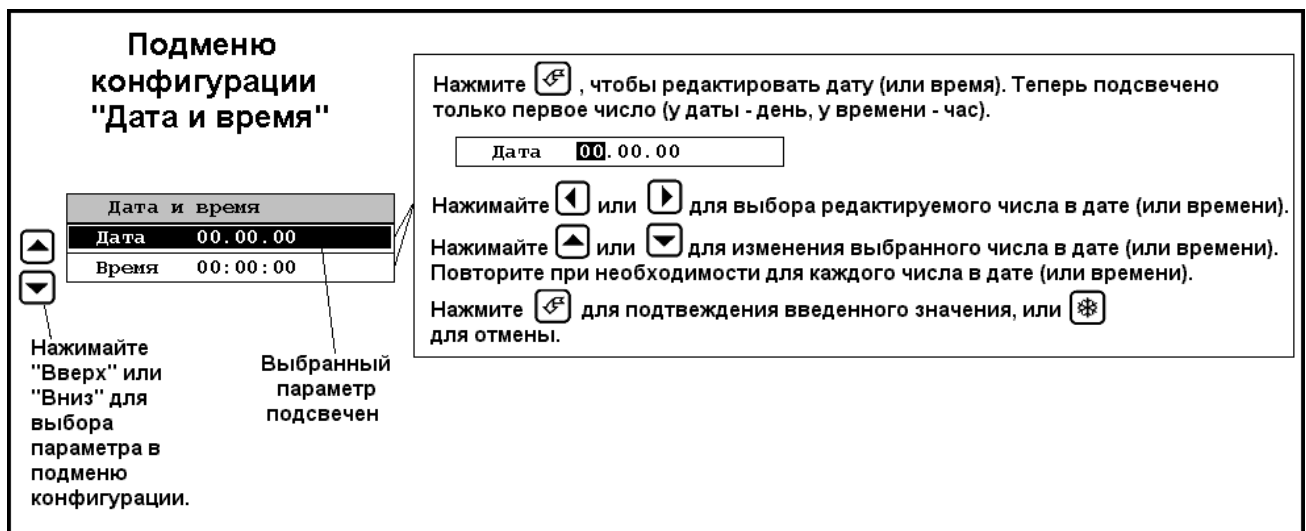 Подменю
конфигурации
"Дата и время"
Дата и время
Дата 00.00.00
Время 00:00:00
Нажимайте
"Вверх" или
"Вниз" для
выбора
параметра в
подменю
конфигурации.
Выбранный
параметр
подсвечен
Нажмите , чтобы редактировать дату (или время). Теперь подсвечено
только первое число (у даты - день, у времени - час).
Дата 00.00.00
Нажимайте или для выбора редактируемого числа в дате (или времени).
Нажимайте или для изменения выбранного числа в дате (или времени).
Повторите при необходимости для каждого числа в дате (или времени).
Нажмите для подтвеждения введенного значения, или
для отмены.